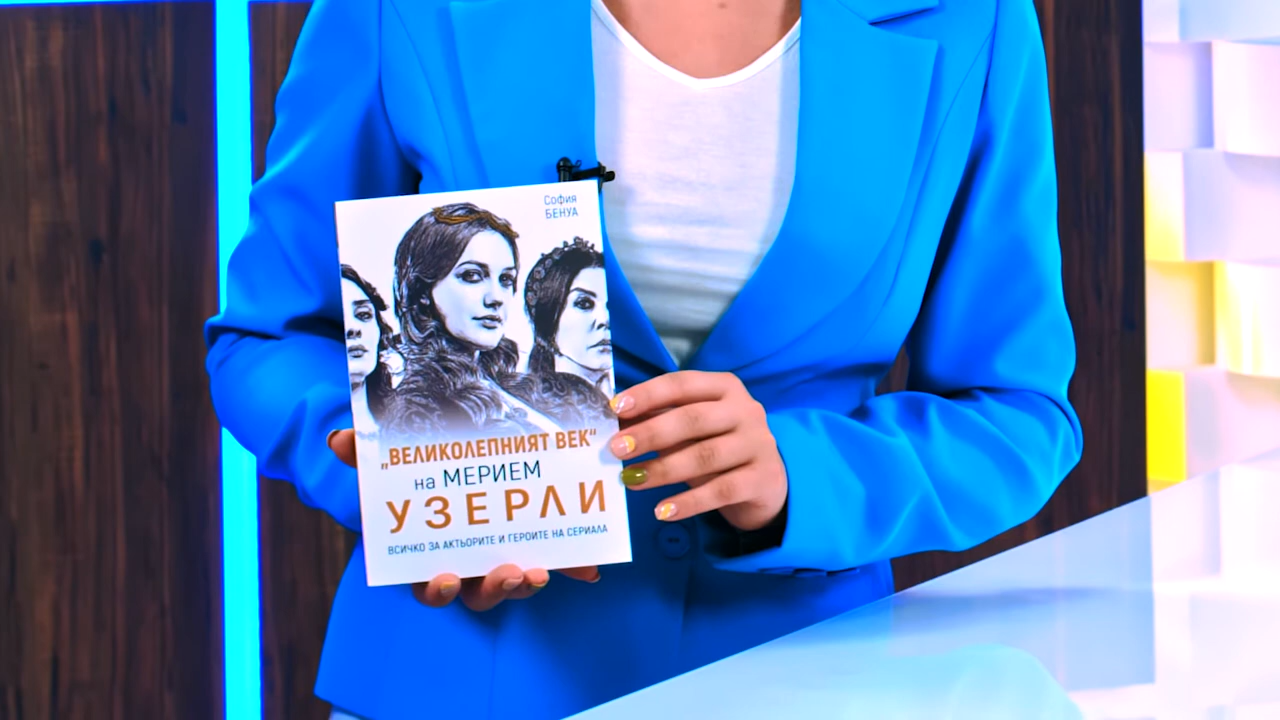 София
БЕНУА
„ВЕЛИКОЛЕПНИЯТ ВЕК“
на МЕРИЕМ
УЗЕРЛИ
ВСИЧКО ЗА АКТЬОРИТЕ И ГЕРОИТЕ НА СЕРИАЛА